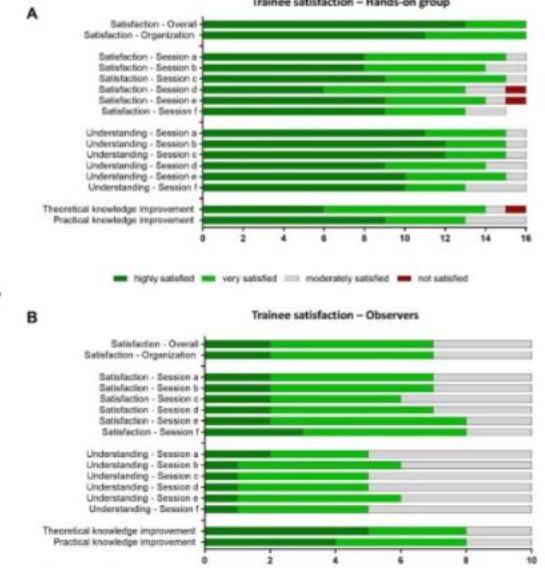 A
Trainee satisfaction – Hands-on group
Satisfaction - Overall
Satisfaction - Organization
Satisfaction - Session a
Satisfaction - Session b
Satisfaction - Session c
Satisfaction - Session d
Satisfaction - Session e
Satisfaction - Session f
Understanding - Session a
Understanding - Session b
Understanding - Session c
Understanding - Session d
Understanding - Session e
Understanding - Session f
Theoretical knowledge improvement
Practical knowledge improvement
0 2 4 6 8 10 12 14 16
highly satisfied very satisfied moderately satisfied not satisfied
B
Trainee satisfaction – Observers
Satisfaction - Overall
Satisfaction - Organization
Satisfaction - Session a
Satisfaction - Session b
Satisfaction - Session c
Satisfaction - Session d
Satisfaction - Session e
Satisfaction - Session f
Understanding - Session a
Understanding - Session b
Understanding - Session c
Understanding - Session d
Understanding - Session e
Understanding - Session f
Theoretical knowledge improvement
Practical knowledge improvement
0 2 4 6 8 10